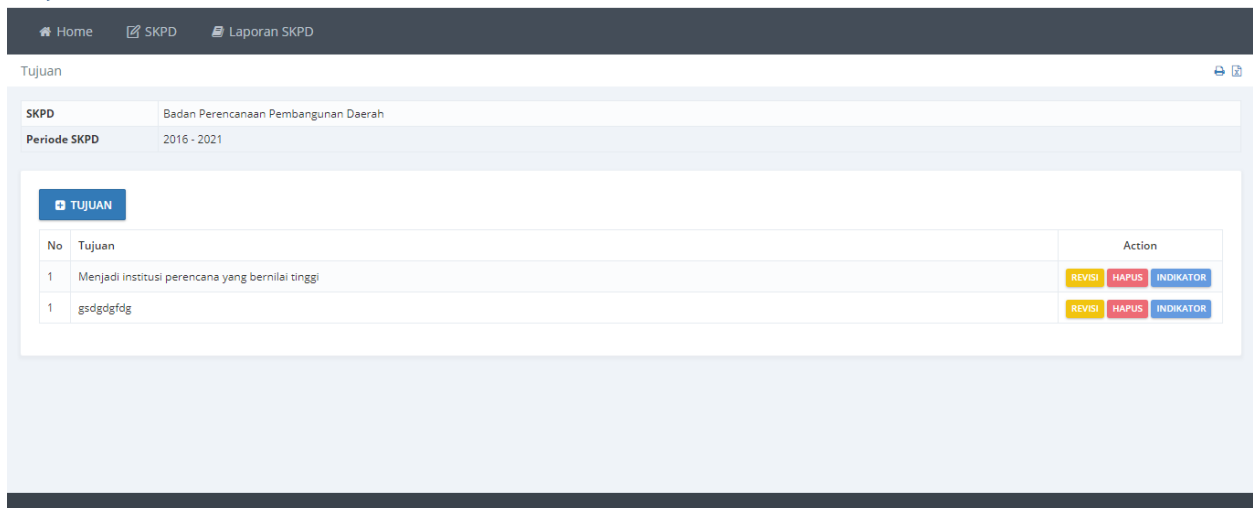 Home SKPD Laporan SKPD
Tujuan
SKPD Badan Perencanaan Pembangunan Daerah
Periode SKPD 2016 - 2021
TUJUAN
No Tujuan Action
1 Menjadi institusi perencana yang bernilai tinggi REVISI HAPUS INDIKATOR
1 gsdgdgfdg REVISI HAPUS INDIKATOR